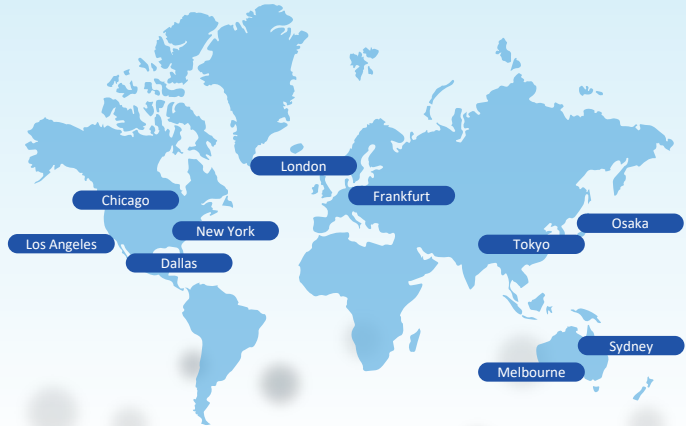 London
Frankfurt
Chicago
Osaka
New York
Los Angeles
Tokyo
Dallas
Sydney
Melbourne